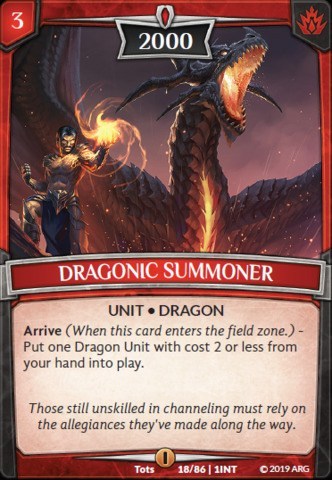 3
2000
DRAGONIC SUMMONER
UNIT • DRAGON
Arrive (When this card enters the field zone.) -
Put one Dragon Unit with cost 2 or less from
your hand into play.
Those still unskilled in channeling must rely on
the allegiances they've made along the way.
Tots I 18/86 | 1INT © 2019 ARG